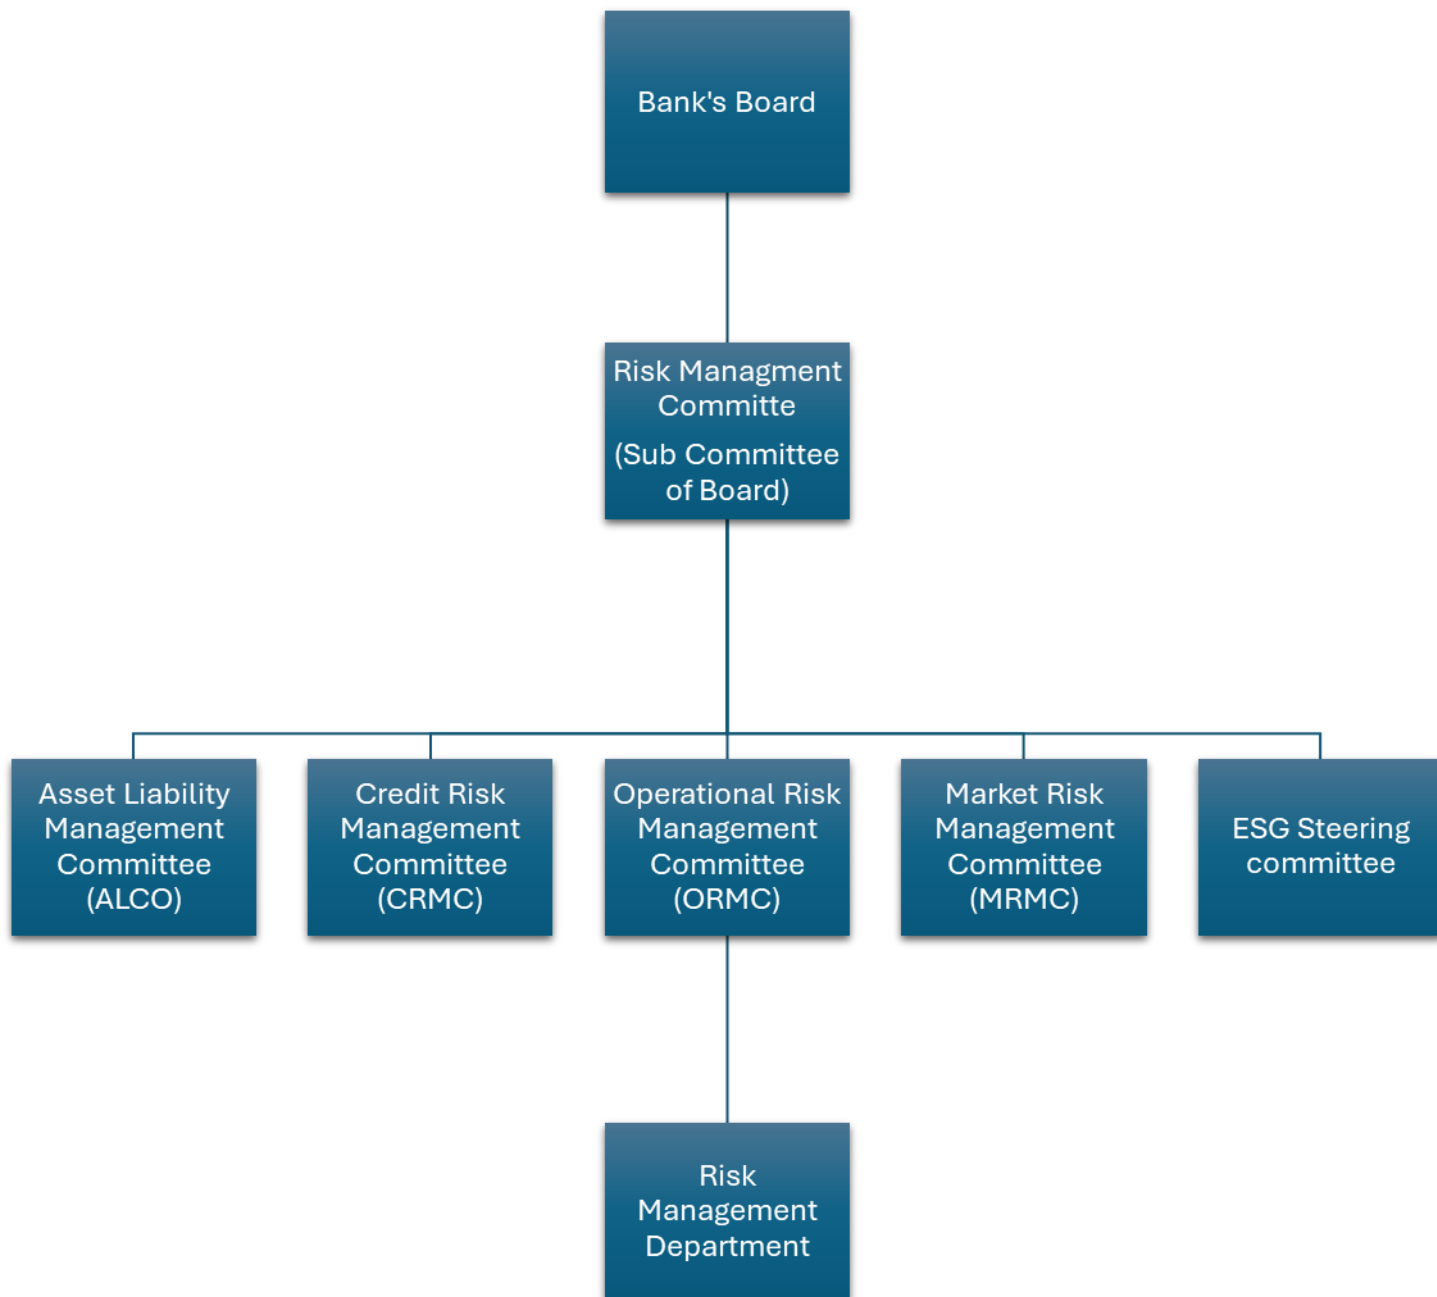 Bank's Board
Risk Managment
Committe
(Sub Committee
of Board)
Asset Liability
Management
Committee
(ALCO)
Credit Risk
Management
Committee
(CRMC)
Operational Risk
Management
Committee
(ORMC)
Market Risk
Management
Committee
(MRMC)
ESG Steering
committee
Risk
Management
Department